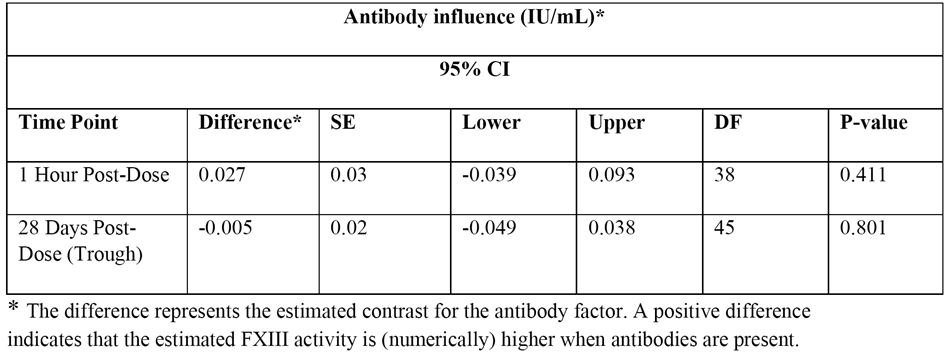 Antibody influence (IU/mL)*
95% CI
Time Point Difference* SE Lower Upper DF P-value
1 Hour Post-Dose 0.027 0.03 -0.039 0.093 38 0.411
28 Days Post- -0.005 0.02 -0.049 0.038 45 0.801
Dose (Trough)
* The difference represents the estimated contrast for the antibody factor. A positive difference
indicates that the estimated FXIII activity is (numerically) higher when antibodies are present.